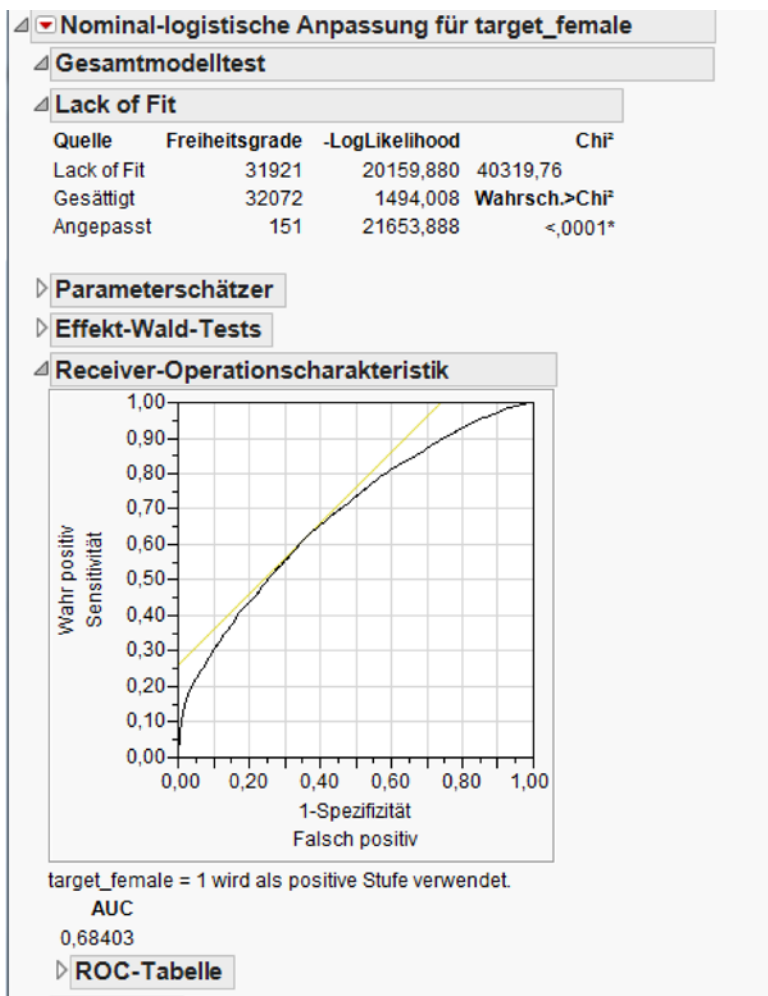 Nominal-logistische Anpassung für target_female
Gesamtmodelltest
Lack of Fit
Quelle Freiheitsgrade -LogLikelihood Chi²
Lack of Fit 31921 20159,880 40319,76
Gesättigt 32072 1494,008 Wahrsch.>Chi²
Angepasst 151 21653,888 <,0001*
Parameterschätzer
Effekt-Wald-Tests
Receiver-Operationscharakteristik
Wahr positiv
Sensitivität
1,00
0,90
0,80
0,70
0,60
0,50
0,40
0,30
0,20
0,10
0,00
0,00 0,20 0,40 0,60 0,80 1,00
1-Spezifizität
Falsch positiv
target_female = 1 wird als positive Stufe verwendet.
AUC
0,68403
ROC-Tabelle